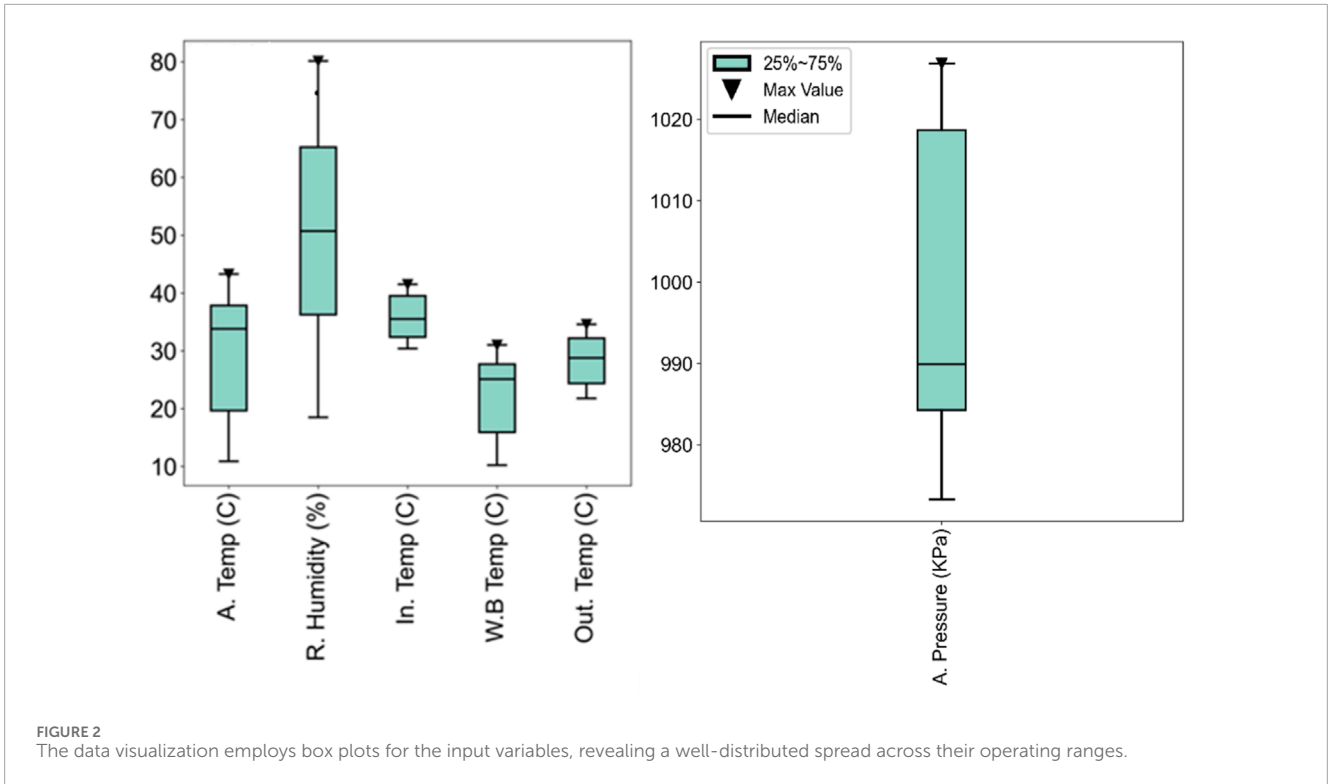 80
70
60
50
40
30
20
10
A. Temp (C)
R. Humidity (%)
In. Temp (C)
W.B Temp (C)
Out. Temp (C)
25%~75%
Max Value
Median
1020
1010
1000
990
980
A. Pressure (KPa)
FIGURE 2
The data visualization employs box plots for the input variables, revealing a well-distributed spread across their operating ranges.